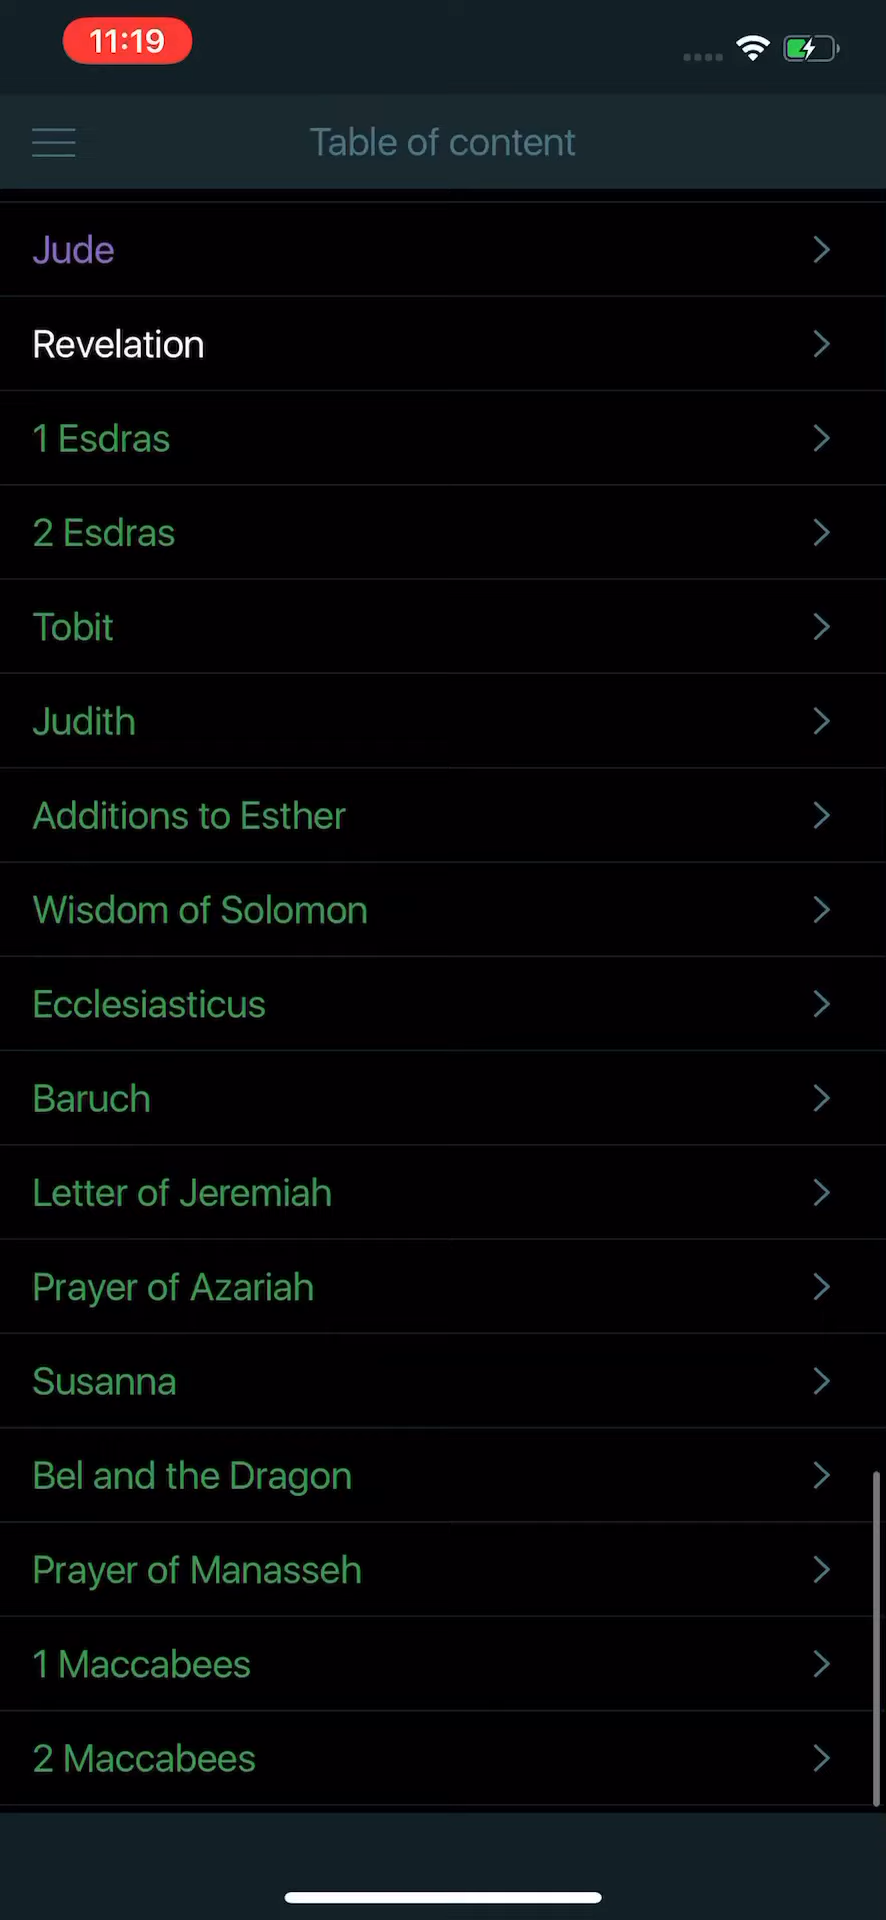 11:19
Table of content
Jude
Revelation
1 Esdras
2 Esdras
Tobit
Judith
Additions to Esther
Wisdom of Solomon
Ecclesiasticus
Baruch
Letter of Jeremiah
Prayer of Azariah
Susanna
Bel and the Dragon
Prayer of Manasseh
1 Maccabees
2 Maccabees